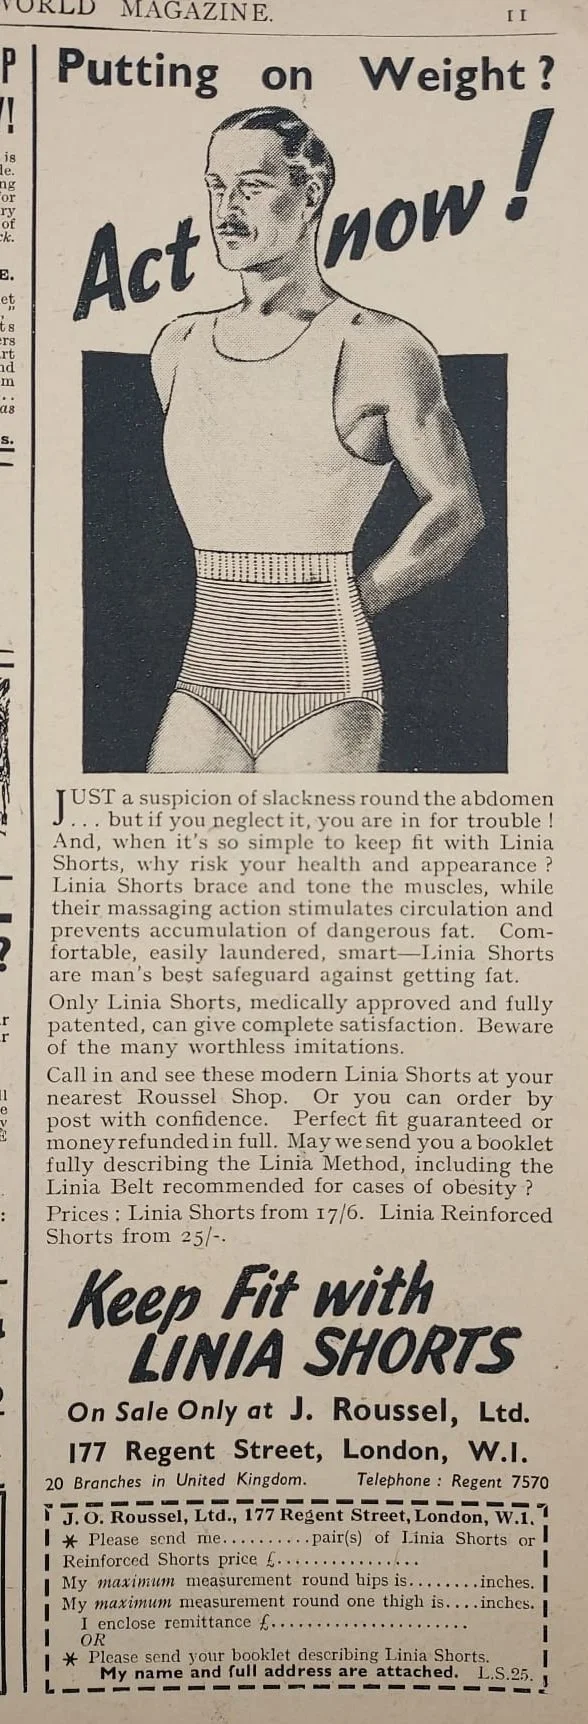 WORLD MAGAZINE.
11
Putting on Weight?
Act now!
JUST a suspicion of slackness round the abdomen
... but if you neglect it, you are in for trouble!
And, when it's so simple to keep fit with Linia
Shorts, why risk your health and appearance?
Linia Shorts brace and tone the muscles, while
their massaging action stimulates circulation and
prevents accumulation of dangerous fat. Com-
fortable, easily laundered, smart—Linia Shorts
are man's best safeguard against getting fat.
Only Linia Shorts, medically approved and fully
patented, can give complete satisfaction. Beware
of the many worthless imitations.
Call in and see these modern Linia Shorts at your
nearest Roussel Shop. Or you can order by
post with confidence. Perfect fit guaranteed or
money refunded in full. May we send you a booklet
fully describing the Linia Method, including the
Linia Belt recommended for cases of obesity?
Prices: Linia Shorts from 17/6. Linia Reinforced
Shorts from 25/-.
Keep Fit with
LINIA SHORTS
On Sale Only at J. Roussel, Ltd.
177 Regent Street, London, W.1.
20 Branches in United Kingdom. Telephone: Regent 7570
J. O. Roussel, Ltd., 177 Regent Street, London, W.1.
* Please send me..........pair(s) of Linia Shorts or
Reinforced Shorts price £................
My maximum measurement round hips is........inches.
My maximum measurement round one thigh is....inches.
I enclose remittance £......................
OR
* Please send your booklet describing Linia Shorts.
My name and full address are attached. L.S.25.